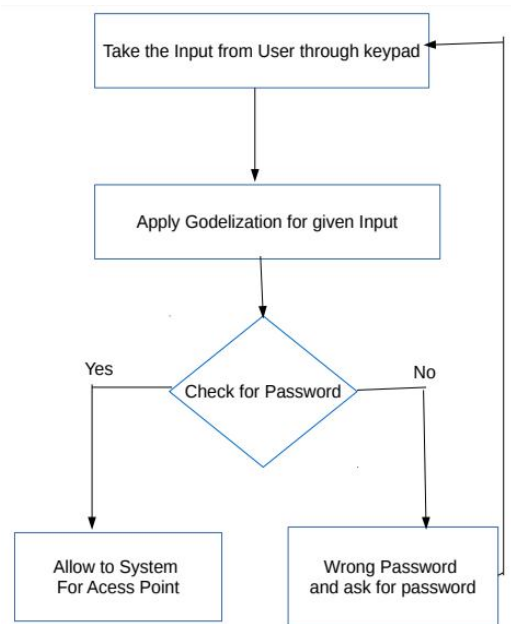 Take the Input from User through keypad
Apply Godelization for given Input
Yes
Check for Password
No
Allow to System
For Acess Point
Wrong Password
and ask for password